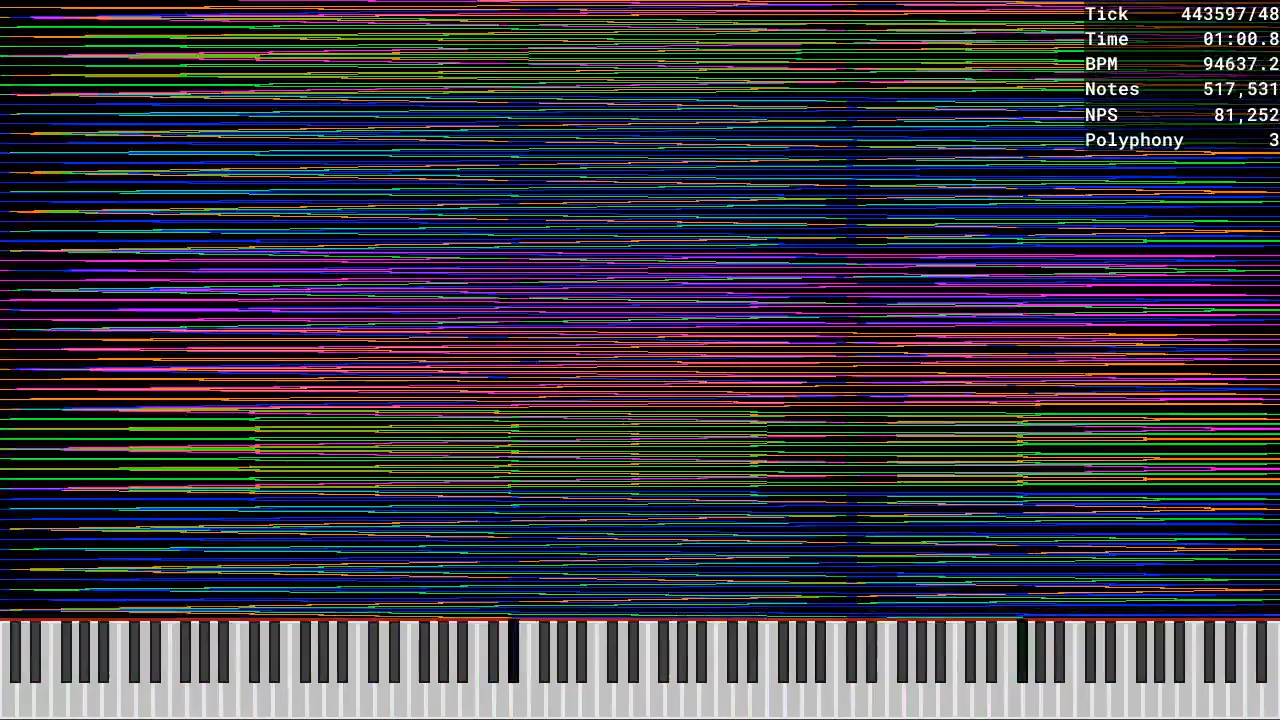 Tick 443597/48
Time 01:00.8
BPM 94637.2
Notes 517,531
NPS 81,252
Polyphony 3